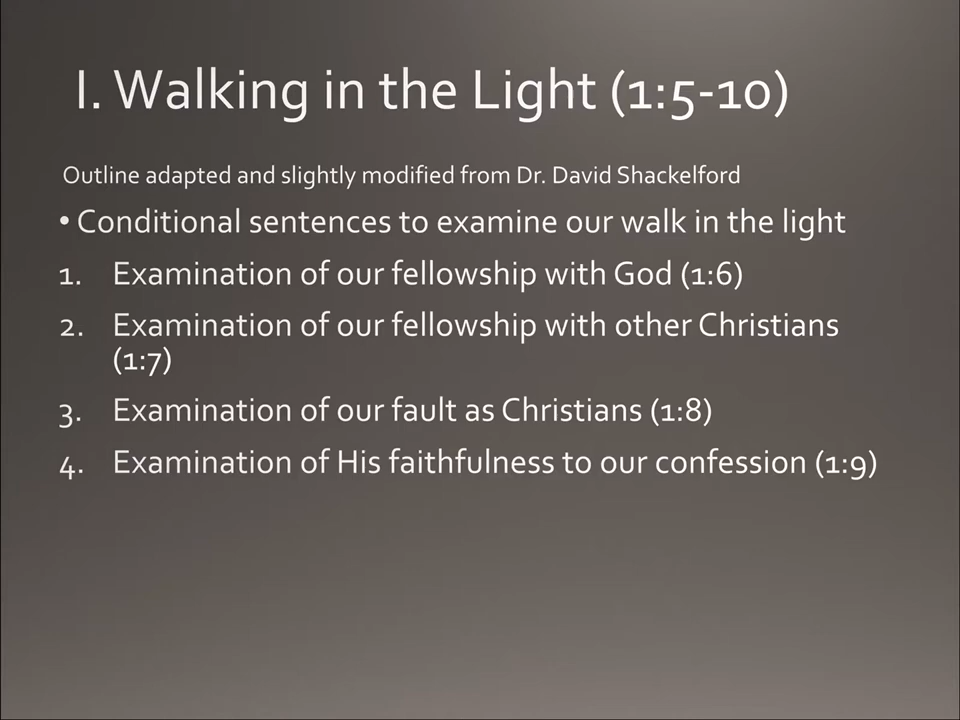 I. Walking in the Light (1:5-10)
Outline adapted and slightly modified from Dr. David Shackelford
• Conditional sentences to examine our walk in the light
1. Examination of our fellowship with God (1:6)
2. Examination of our fellowship with other Christians
(1:7)
3. Examination of our fault as Christians (1:8)
4. Examination of His faithfulness to our confession (1:9)